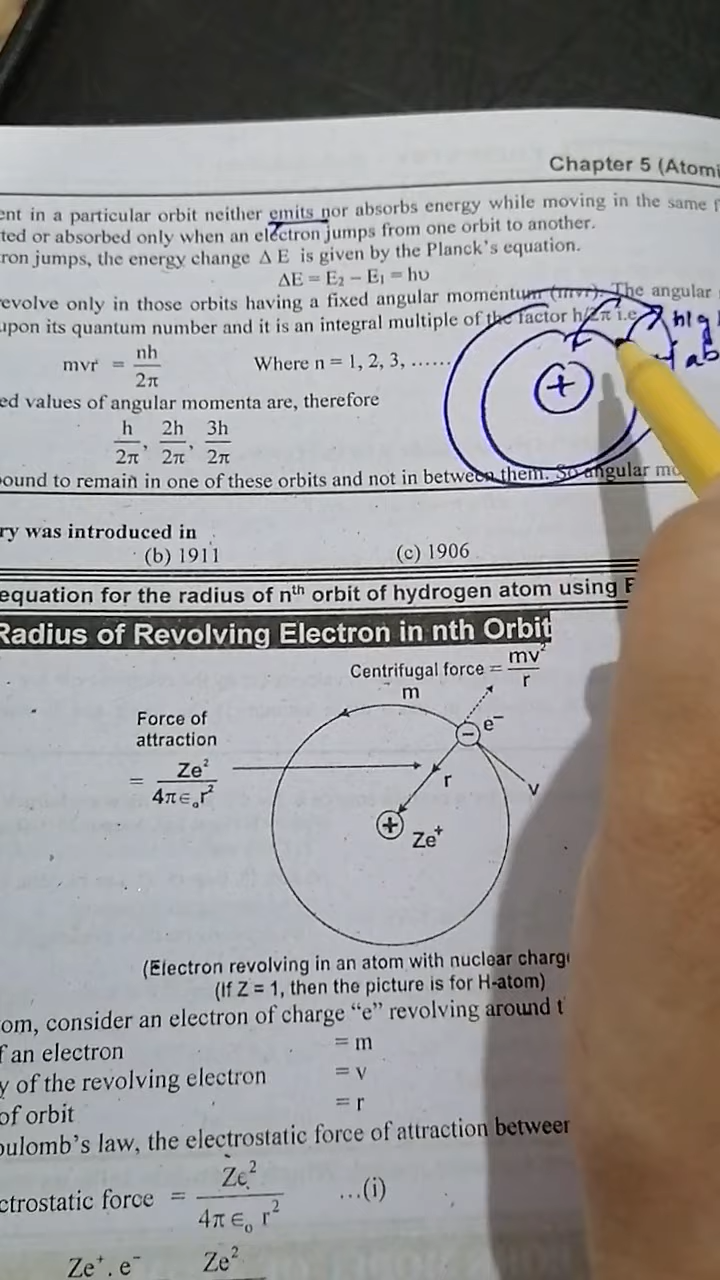 Chapter 5 (Atomi
ent in a particular orbit neither emits nor absorbs energy while moving in the same
ted or absorbed only when an electron jumps from one orbit to another.
ron jumps, the energy change Δ E is given by the Planck's equation.
ΔE = E₂ – E₁ = hυ
revolve only in those orbits having a fixed angular momentum (mvr). The angular
upon its quantum number and it is an integral multiple of the factor h/2π i.e.
mvr = nh/2π Where n = 1, 2, 3, ......
ed values of angular momenta are, therefore
h/2π, 2h/2π, 3h/2π
ound to remain in one of these orbits and not in between them. So angular mo
+
ab
ry was introduced in
(b) 1911 (c) 1906
equation for the radius of nᵗʰ orbit of hydrogen atom using
Radius of Revolving Electron in nth Orbit
Centrifugal force = mv²/r
m
Force of
attraction
= Ze²/4π∈₀r²
e⁻
r
v
+
Ze⁺
(Electron revolving in an atom with nuclear charg
(If Z = 1, then the picture is for H-atom)
om, consider an electron of charge “e” revolving around t
f an electron = m
y of the revolving electron = v
of orbit = r
oulomb's law, the electrostatic force of attraction between
ctrostatic force = Ze²/4π∈₀ r² ...(i)
Ze⁺. e⁻ Ze²